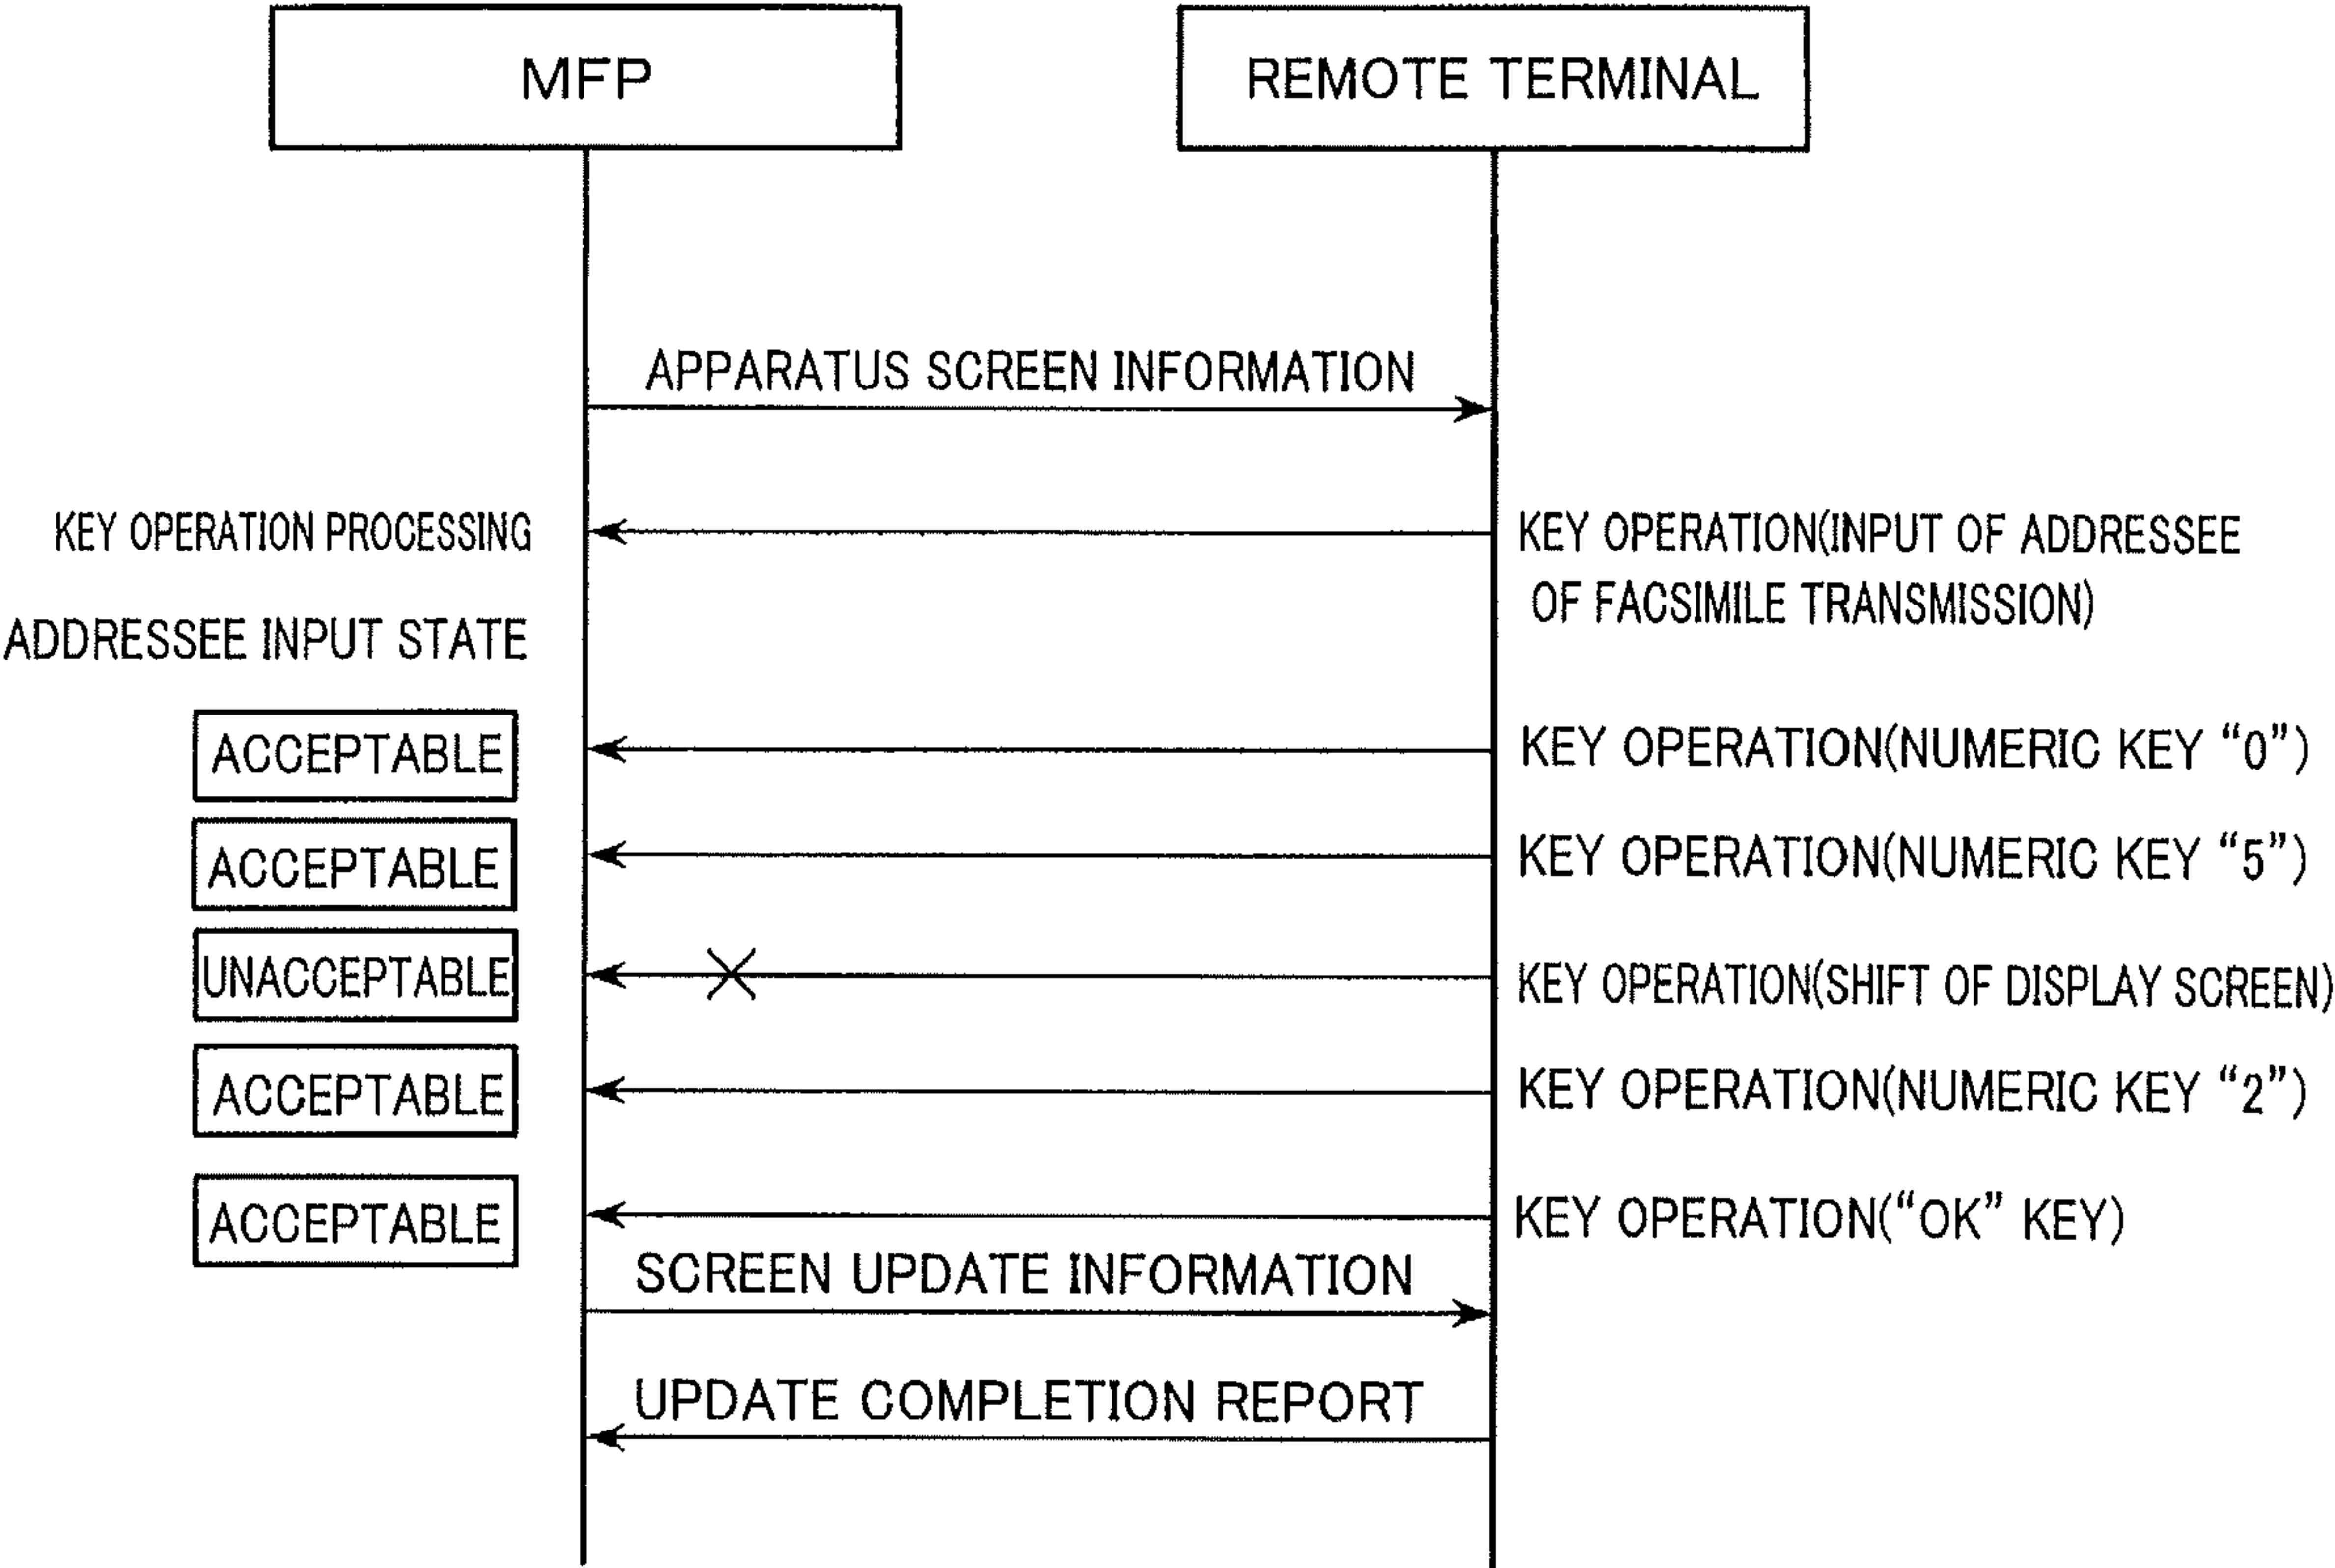 MFP
REMOTE TERMINAL
APPARATUS SCREEN INFORMATION
KEY OPERATION PROCESSING
KEY OPERATION(INPUT OF ADDRESSEE
OF FACSIMILE TRANSMISSION)
ADDRESSEE INPUT STATE
ACCEPTABLE
KEY OPERATION(NUMERIC KEY “0”)
ACCEPTABLE
KEY OPERATION(NUMERIC KEY “5”)
UNACCEPTABLE
KEY OPERATION(SHIFT OF DISPLAY SCREEN)
ACCEPTABLE
KEY OPERATION(NUMERIC KEY “2”)
ACCEPTABLE
KEY OPERATION(“OK” KEY)
SCREEN UPDATE INFORMATION
UPDATE COMPLETION REPORT